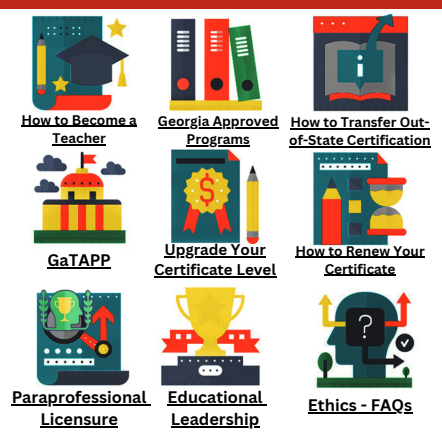 How to Become a
Teacher
Georgia Approved
Programs
How to Transfer Out-
of-State Certification
GaTAPP
Upgrade Your
Certificate Level
How to Renew Your
Certificate
Paraprofessional
Licensure
Educational
Leadership
Ethics - FAQs